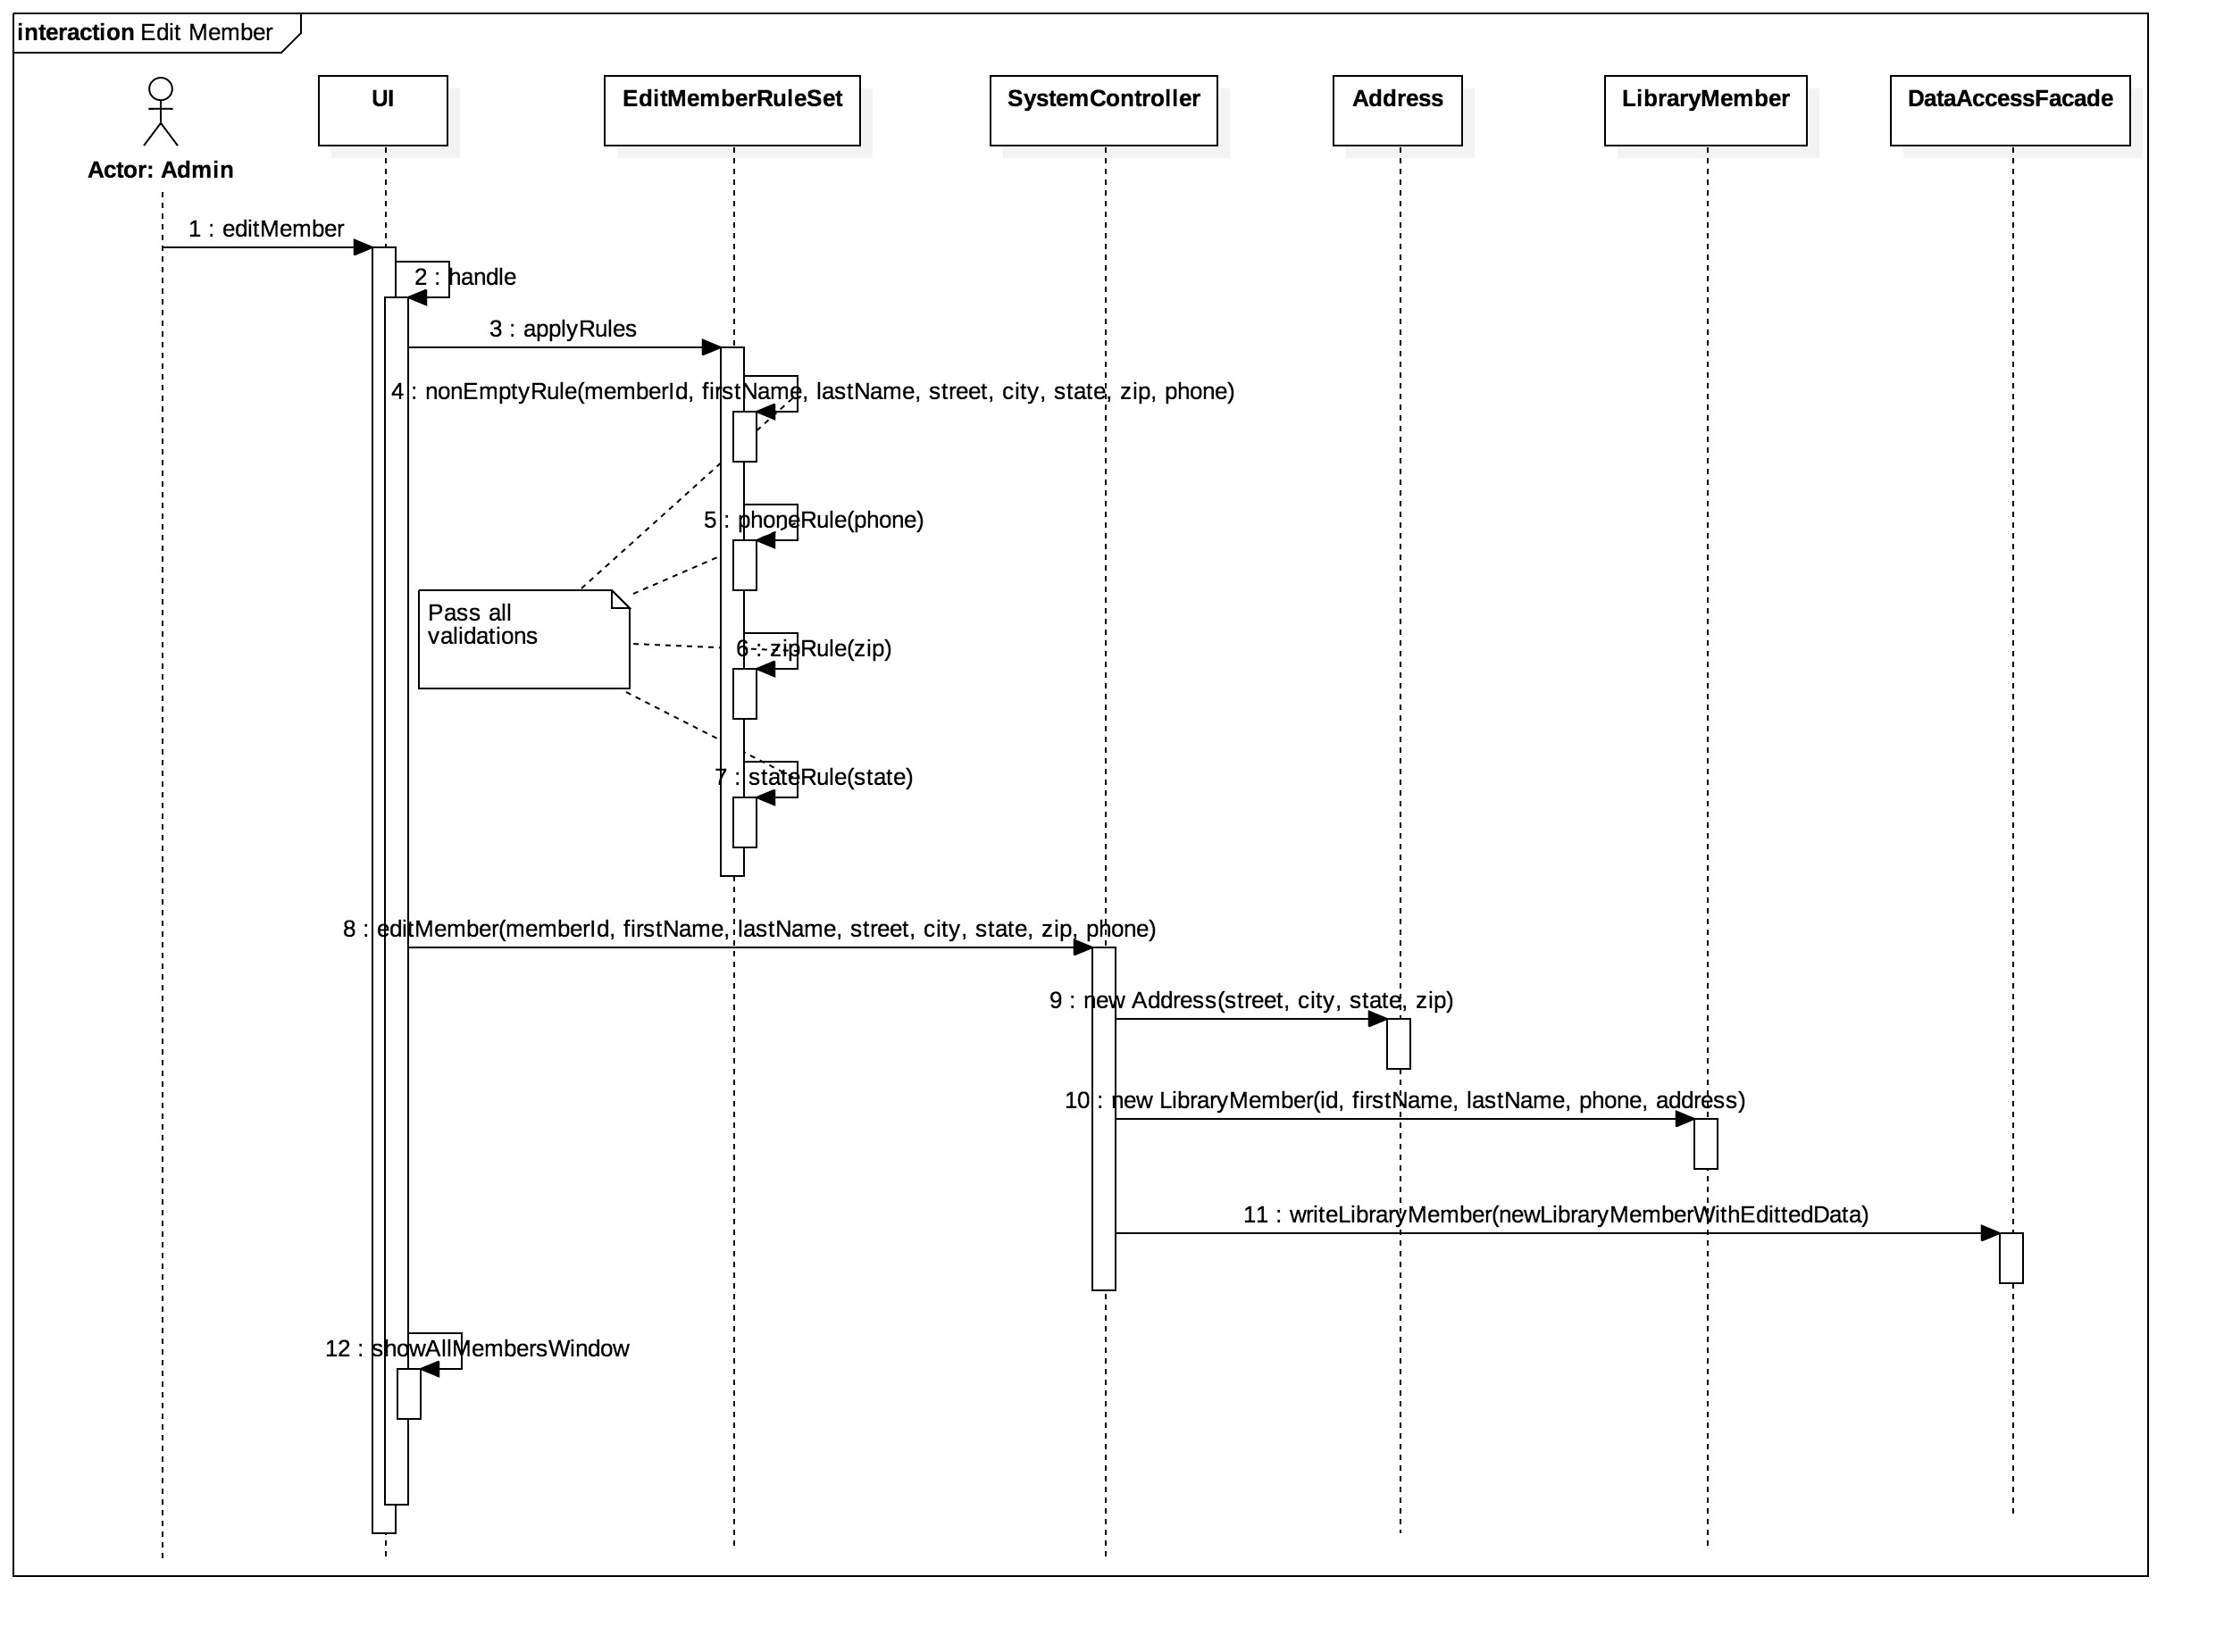 interaction Edit Member
UI
EditMemberRuleSet
SystemController
Address
LibraryMember
DataAccessFacade
Actor: Admin
1 : editMember
2 : handle
3 : applyRules
4 : nonEmptyRule(memberId, firstName, lastName, street, city, state, zip, phone)
5 : phoneRule(phone)
Pass all
validations
6 : zipRule(zip)
7 : stateRule(state)
8 : editMember(memberId, firstName, lastName, street, city, state, zip, phone)
9 : new Address(street, city, state, zip)
10 : new LibraryMember(id, firstName, lastName, phone, address)
11 : writeLibraryMember(newLibraryMemberWithEdittedData)
12 : showAllMembersWindow